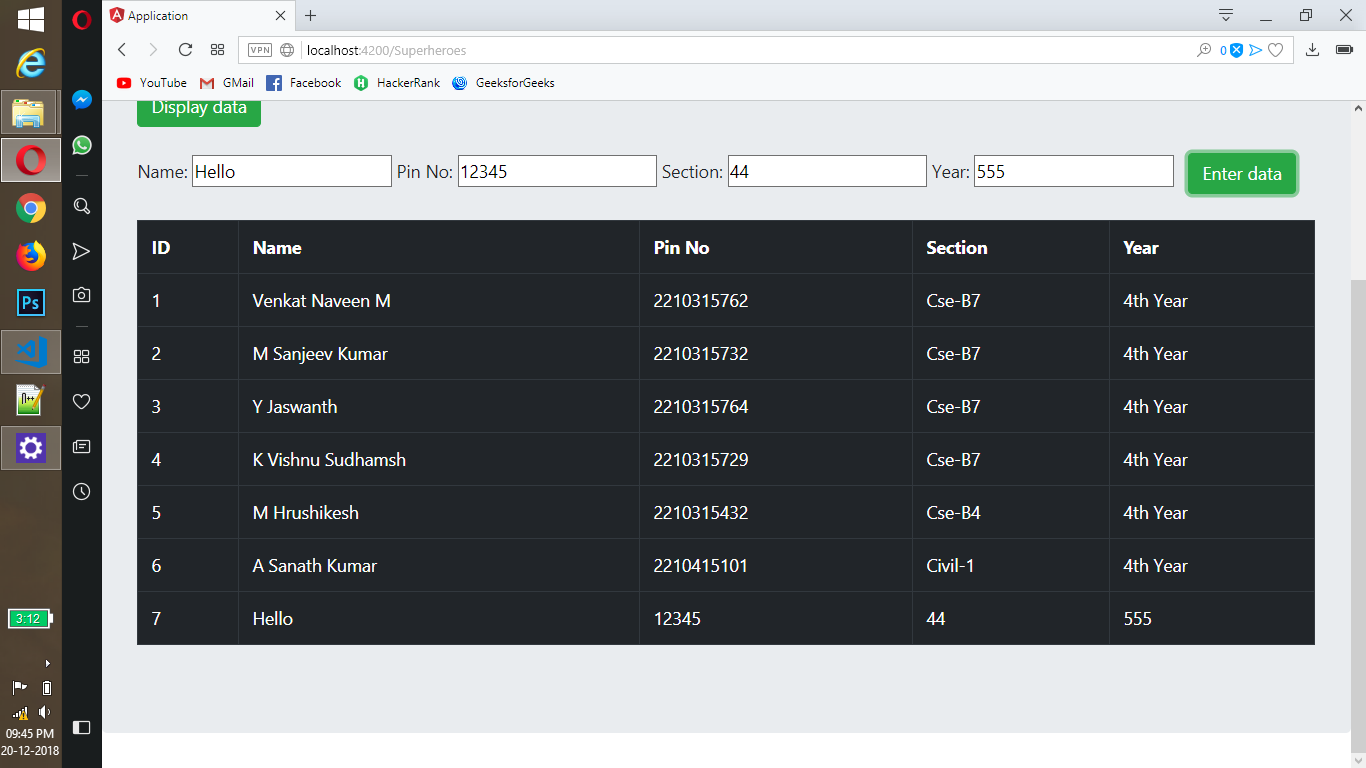 Application
VPN localhost:4200/Superheroes 0
YouTube GMail Facebook HackerRank GeeksforGeeks
Display data
Name: Hello Pin No: 12345 Section: 44 Year: 555 Enter data
ID Name Pin No Section Year
1 Venkat Naveen M 2210315762 Cse-B7 4th Year
2 M Sanjeev Kumar 2210315732 Cse-B7 4th Year
3 Y Jaswanth 2210315764 Cse-B7 4th Year
4 K Vishnu Sudhamsh 2210315729 Cse-B7 4th Year
5 M Hrushikesh 2210315432 Cse-B4 4th Year
6 A Sanath Kumar 2210415101 Civil-1 4th Year
7 Hello 12345 44 555
Ps
3:12
09:45 PM
20-12-2018